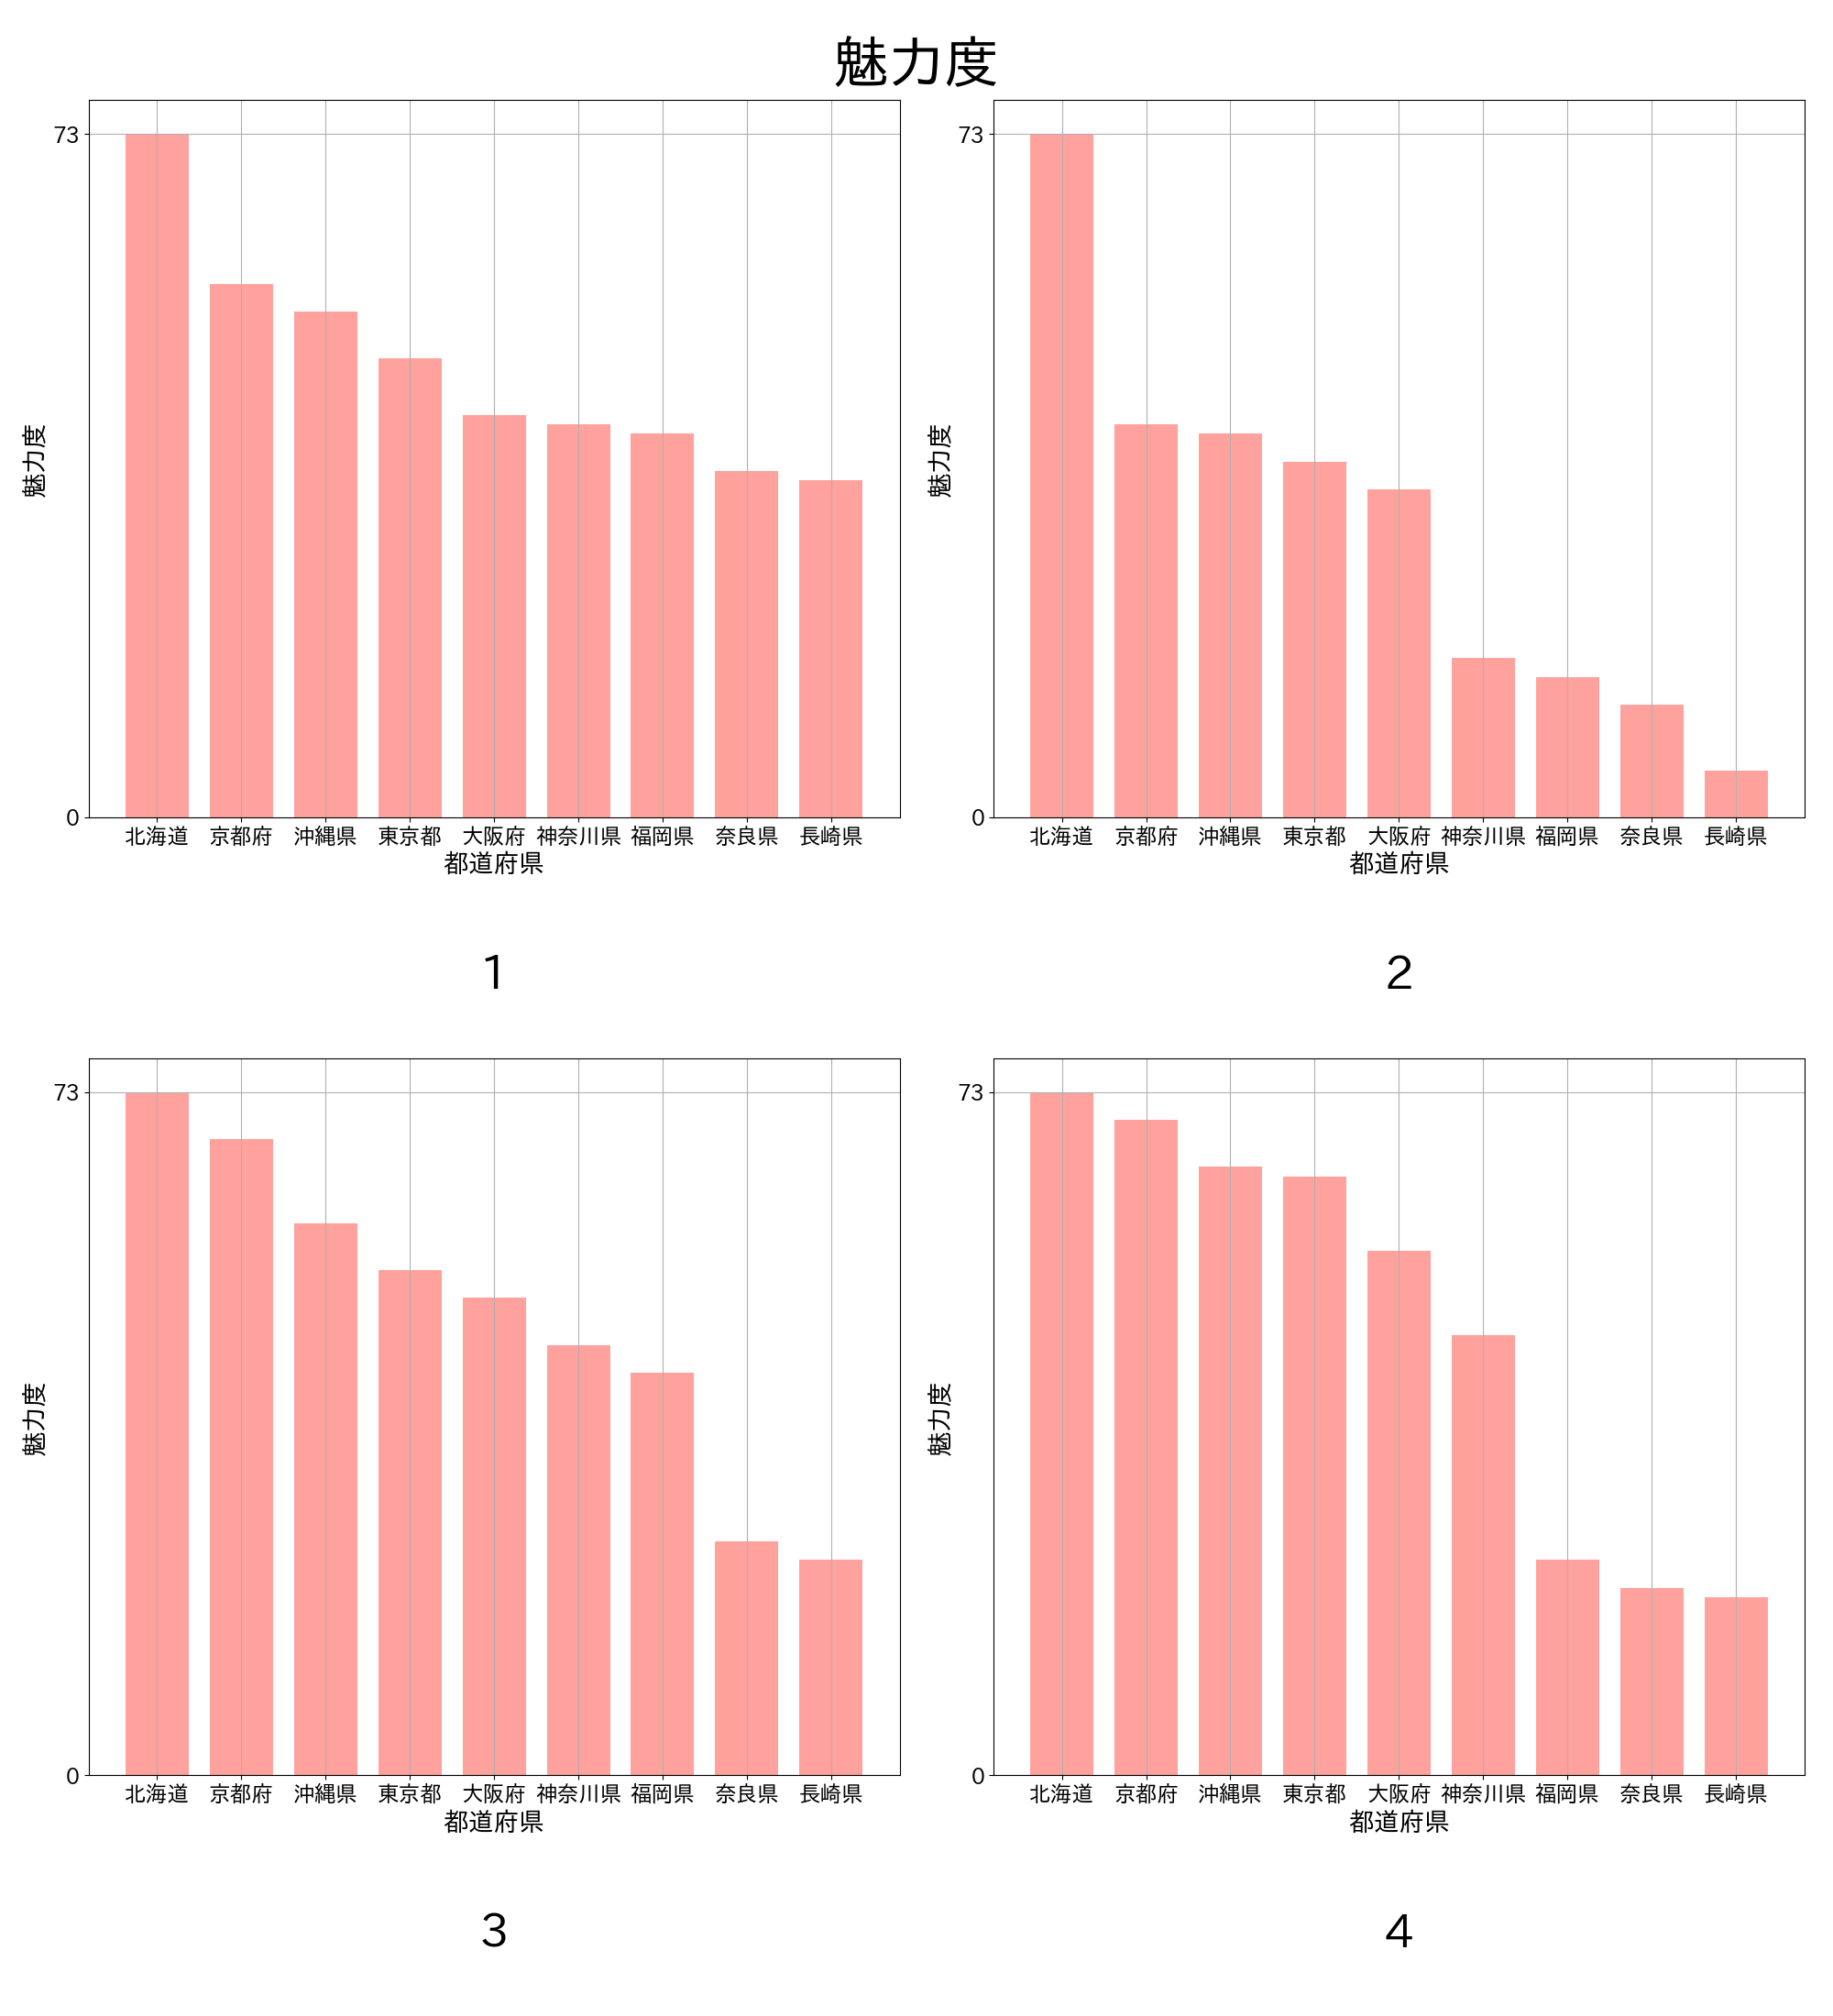 魅力度
73
0
魅力度
北海道 京都府 沖縄県 東京都 大阪府 神奈川県 福岡県 奈良県 長崎県
都道府県
1
73
0
魅力度
北海道 京都府 沖縄県 東京都 大阪府 神奈川県 福岡県 奈良県 長崎県
都道府県
2
73
0
魅力度
北海道 京都府 沖縄県 東京都 大阪府 神奈川県 福岡県 奈良県 長崎県
都道府県
3
73
0
魅力度
北海道 京都府 沖縄県 東京都 大阪府 神奈川県 福岡県 奈良県 長崎県
都道府県
4